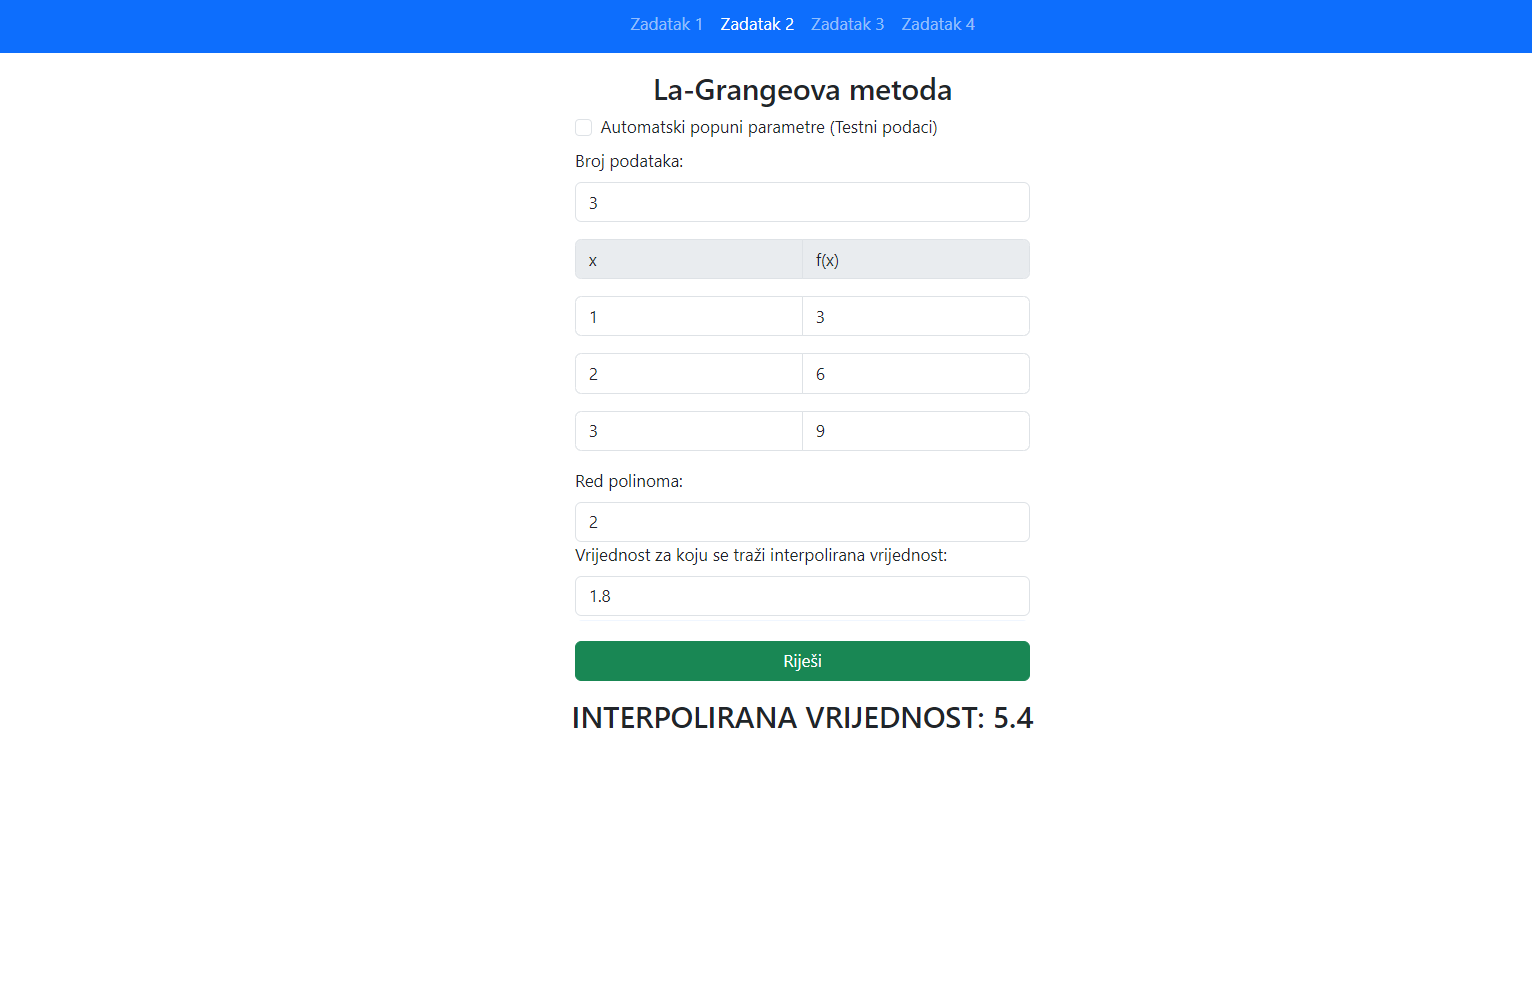 Zadatak 1 Zadatak 2 Zadatak 3 Zadatak 4
La-Grangeova metoda
Automatski popuni parametre (Testni podaci)
Broj podataka:
3
x f(x)
1 3
2 6
3 9
Red polinoma:
2
Vrijednost za koju se traži interpolirana vrijednost:
1.8
Riješi
INTERPOLIRANA VRIJEDNOST: 5.4